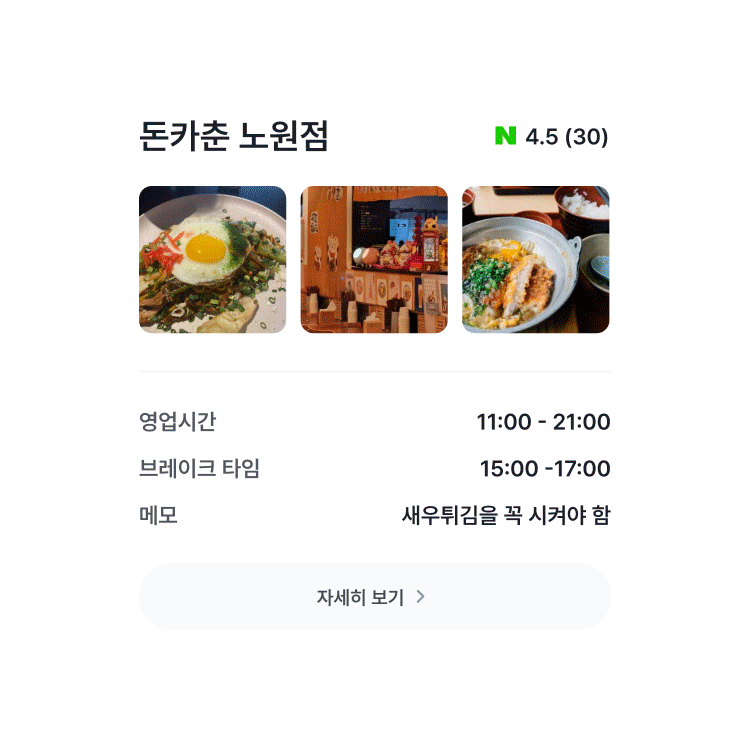 돈카춘 노원점
N 4.5 (30)
영업시간
11:00 - 21:00
브레이크 타임
15:00 -17:00
메모
새우튀김을 꼭 시켜야 함
자세히 보기 >